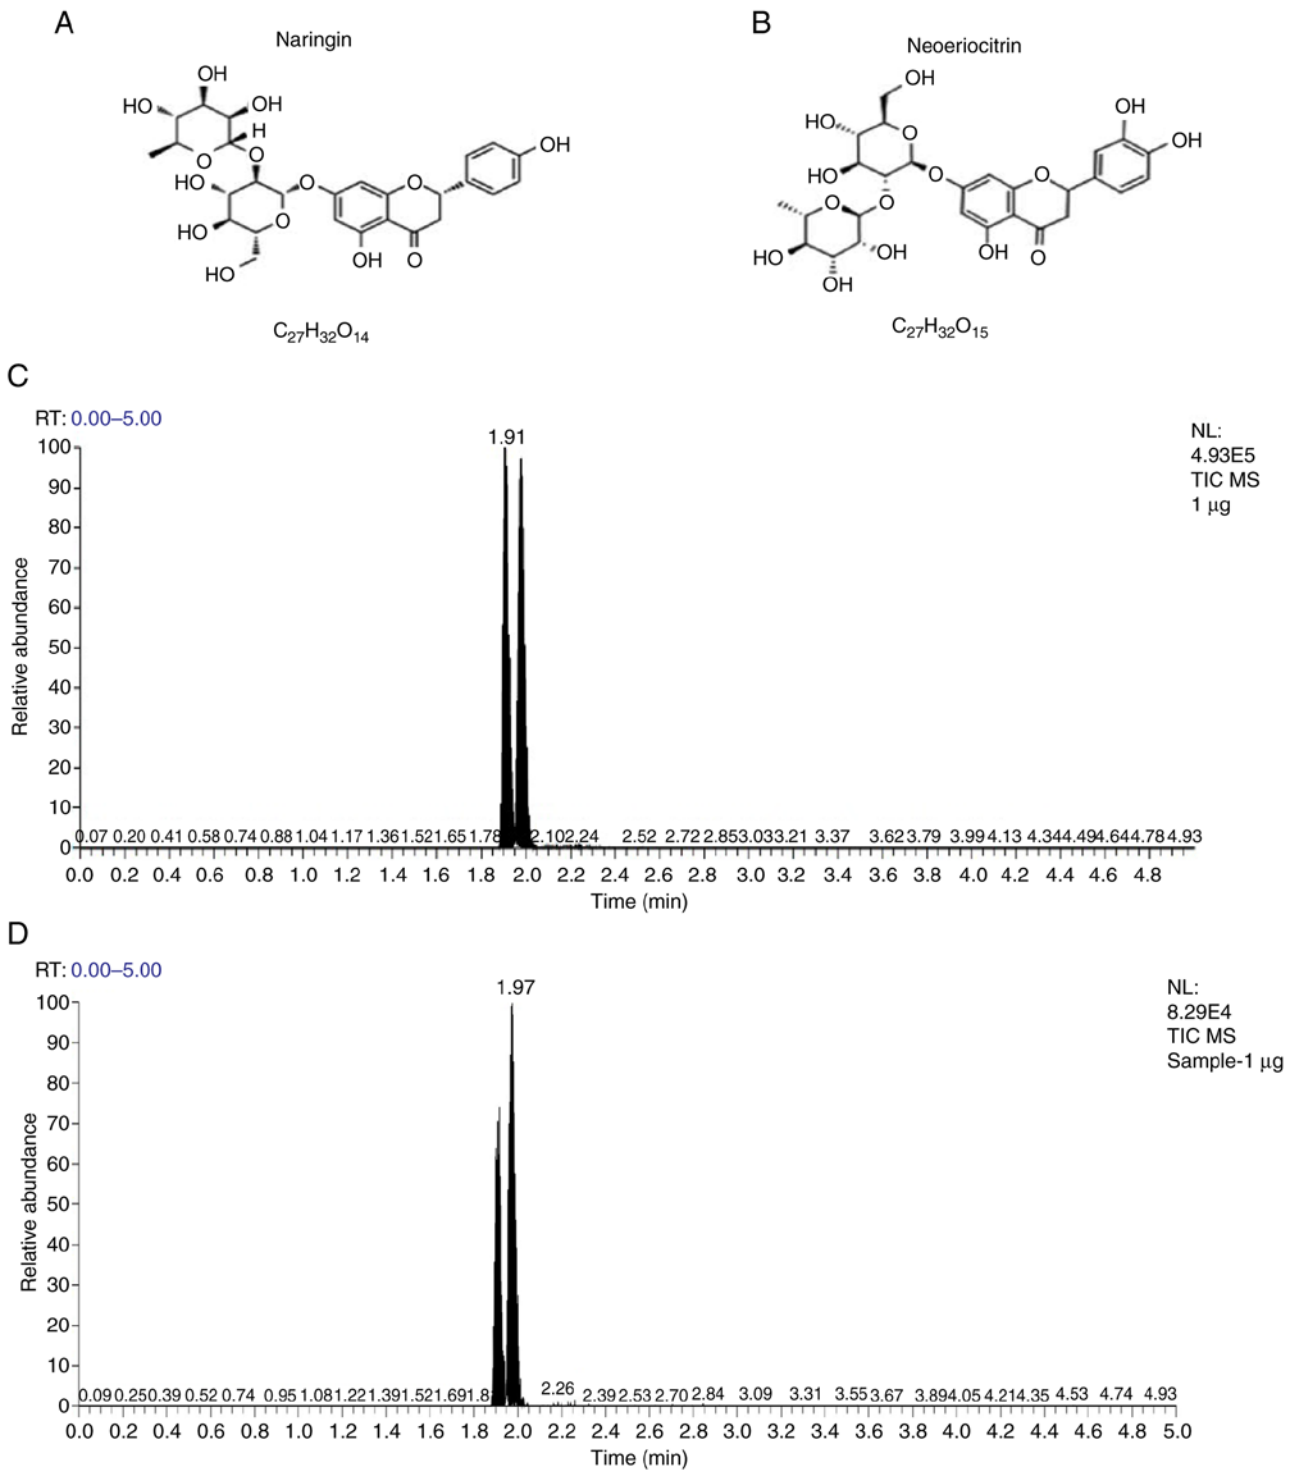 A
Naringin
OH
HO
OH
H
O
O
HO
O
O
OH
HO
O
HO
OH
O
C27H32O14
B
Neoeriocitrin
OH
HO
O
HO
O
O
OH
OH
O
O
HO
OH
OH
OH
O
C27H32O15
C
RT: 0.00–5.00
NL:
4.93E5
TIC MS
1 µg
1.91
Relative abundance
100
90
80
70
60
50
40
30
20
10
0
0.07 0.20 0.41 0.58 0.74 0.88 1.04 1.17 1.36 1.52 1.65 1.78 2.10 2.24 2.52 2.72 2.85 3.03 3.21 3.37 3.62 3.79 3.99 4.13 4.34 4.49 4.64 4.78 4.93
0.0 0.2 0.4 0.6 0.8 1.0 1.2 1.4 1.6 1.8 2.0 2.2 2.4 2.6 2.8 3.0 3.2 3.4 3.6 3.8 4.0 4.2 4.4 4.6 4.8
Time (min)
D
RT: 0.00–5.00
NL:
8.29E4
TIC MS
Sample-1 µg
1.97
Relative abundance
100
90
80
70
60
50
40
30
20
10
0
0.09 0.25 0.39 0.52 0.74 0.95 1.08 1.22 1.39 1.52 1.69 1.8 2.26 2.39 2.53 2.70 2.84 3.09 3.31 3.55 3.67 3.89 4.05 4.21 4.35 4.53 4.74 4.93
0.0 0.2 0.4 0.6 0.8 1.0 1.2 1.4 1.6 1.8 2.0 2.2 2.4 2.6 2.8 3.0 3.2 3.4 3.6 3.8 4.0 4.2 4.4 4.6 4.8 5.0
Time (min)